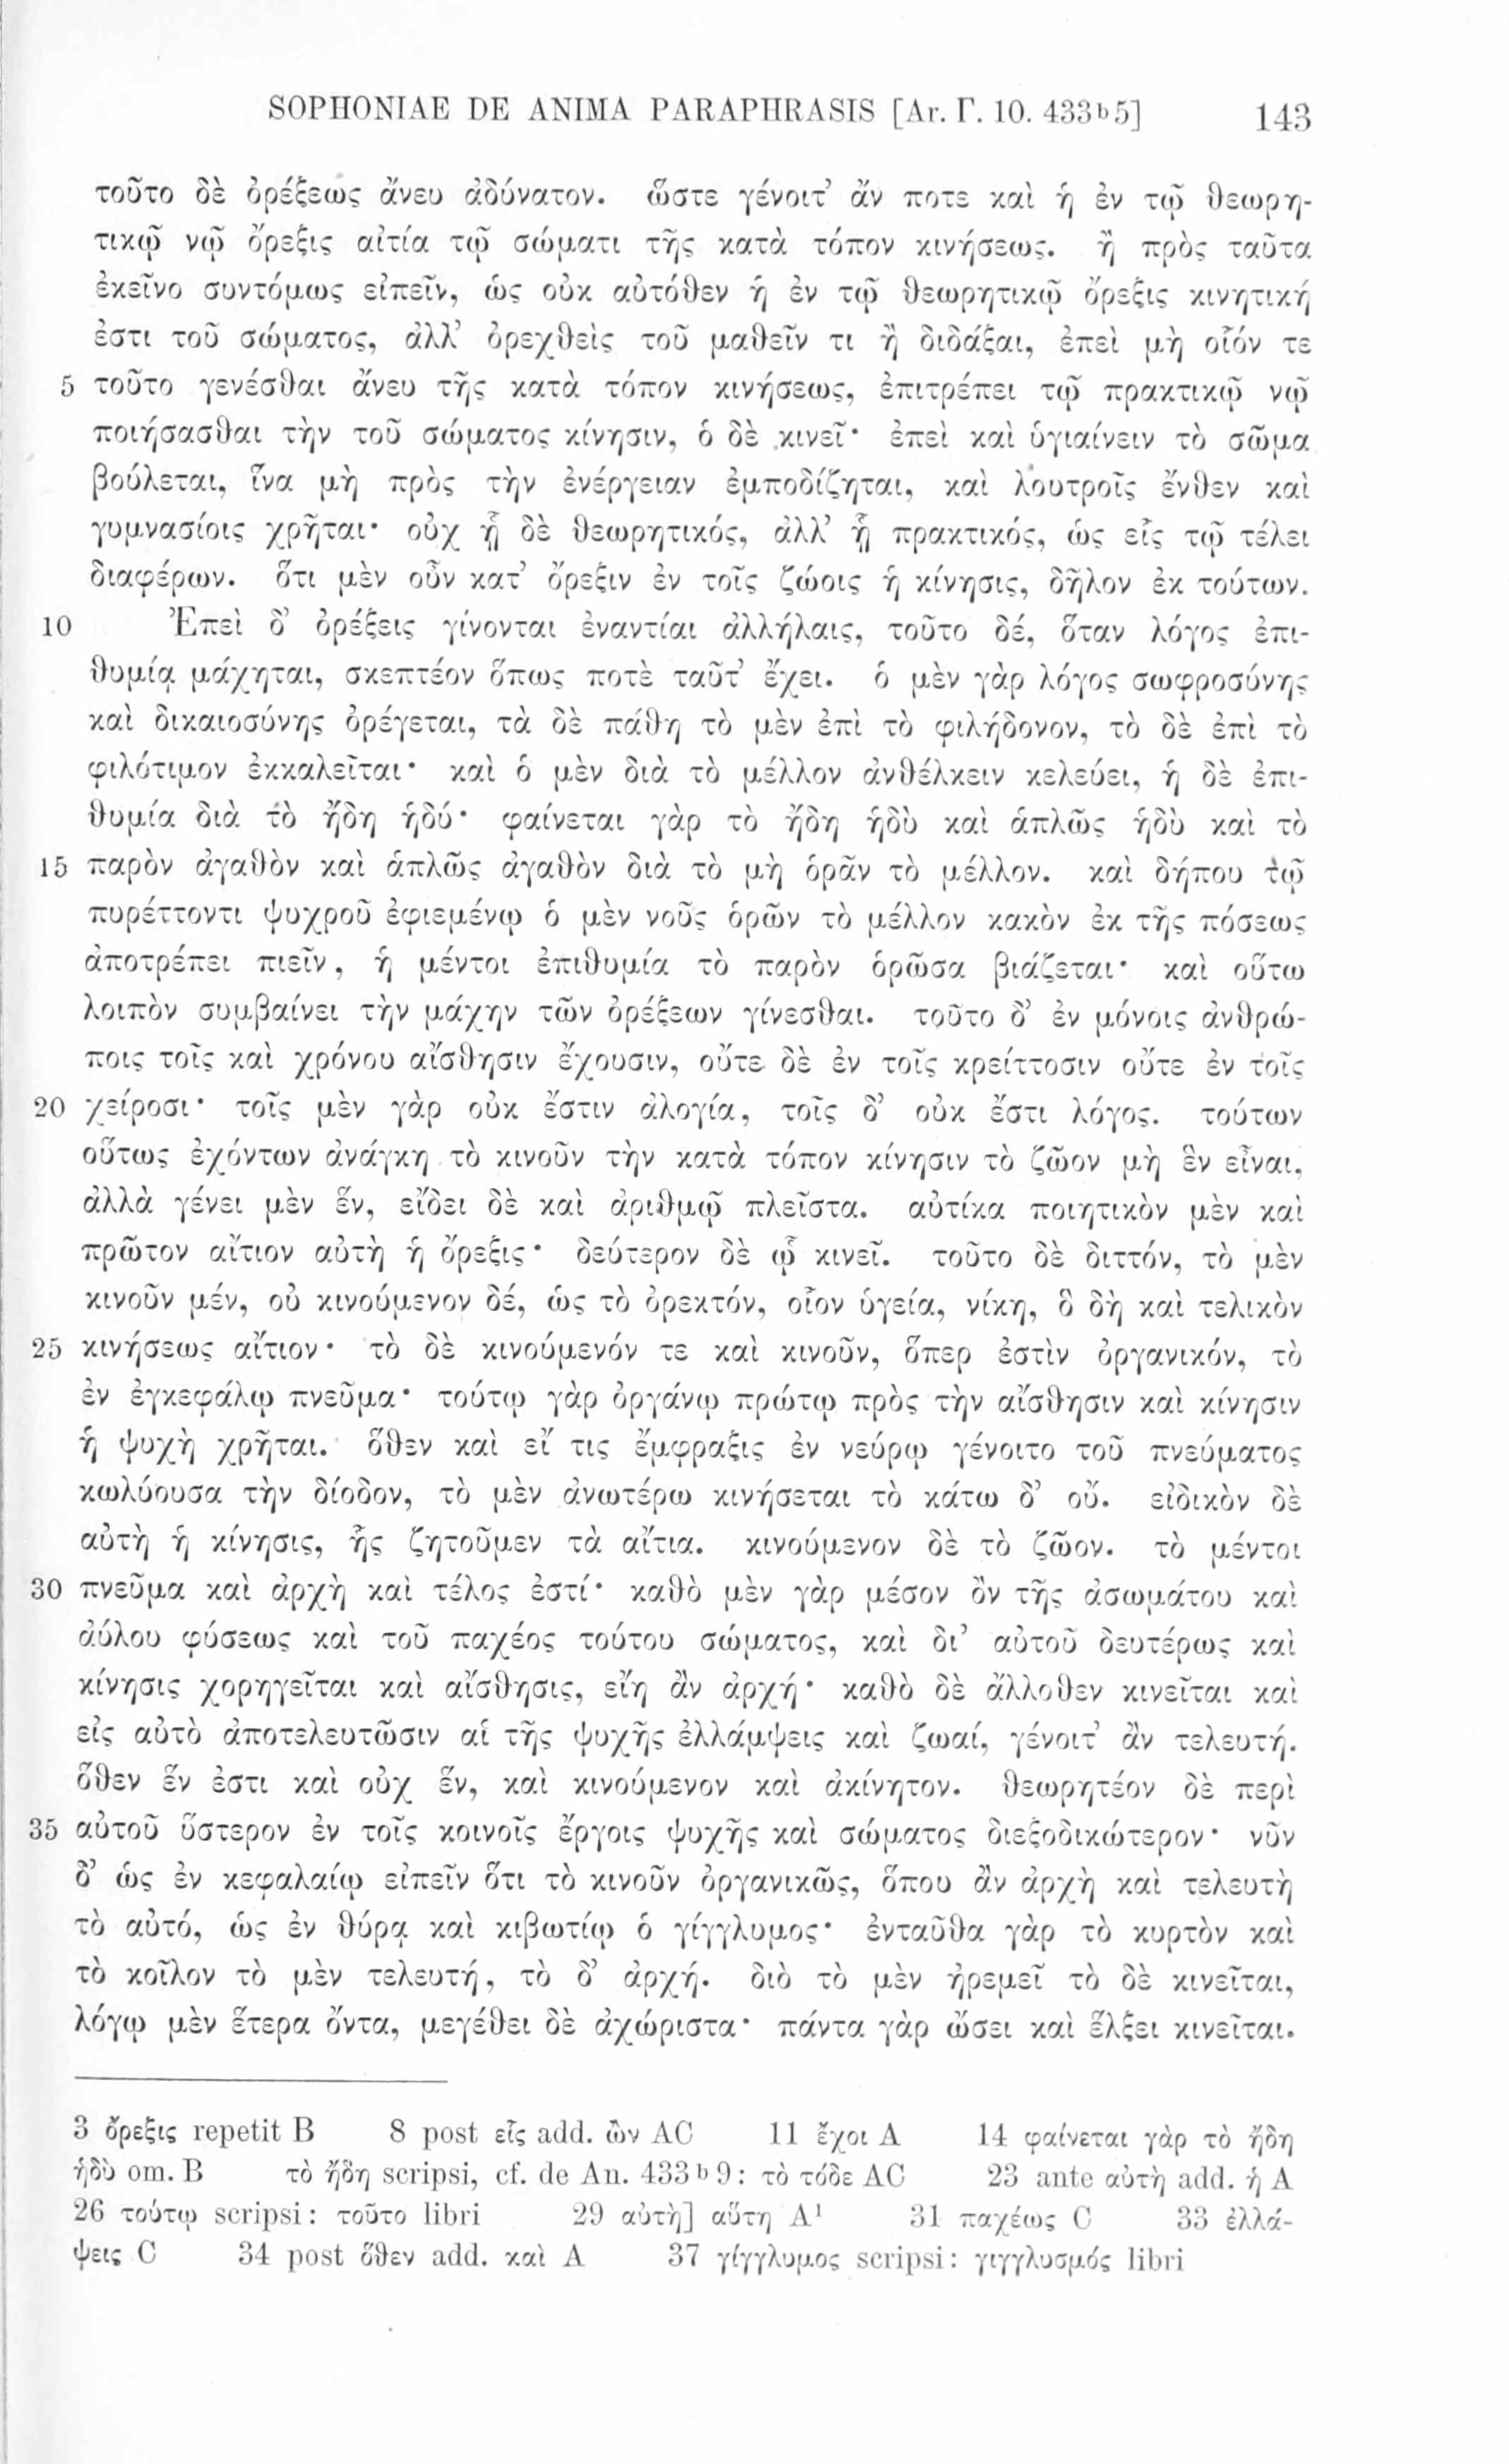 SOPHONIAE DE ANIMA PARAPHRASIS [Ar. Γ. 10. 433ᵇ5] 143
τοῦτο δὲ ὀρέξεως ἄνευ ἀδύνατον. ὥστε γένοιτ’ ἄν ποτε καὶ ἡ ἐν τῷ θεωρη-
τικῷ νῷ ὄρεξις αἰτία τῷ σώματι τῆς κατὰ τόπον κινήσεως. ἢ πρὸς ταῦτα
ἐκεῖνο συντόμως εἰπεῖν, ὡς οὐκ αὐτόθεν ἡ ἐν τῷ θεωρητικῷ ὄρεξις κινητική
ἐστι τοῦ σώματος, ἀλλ’ ὀρεχθεὶς τοῦ μαθεῖν τι ἢ διδάξαι, ἐπεὶ μὴ οἷόν τε
5 τοῦτο γενέσθαι ἄνευ τῆς κατὰ τόπον κινήσεως, ἐπιτρέπει τῷ πρακτικῷ νῷ
ποιήσασθαι τὴν τοῦ σώματος κίνησιν, ὁ δὲ κινεῖ· ἐπεὶ καὶ ὑγιαίνειν τὸ σῶμα
βούλεται, ἵνα μὴ πρὸς τὴν ἐνέργειαν ἐμποδίζηται, καὶ λουτροῖς ἔνθεν καὶ
γυμνασίοις χρῆται· οὐχ ᾗ δὲ θεωρητικός, ἀλλ’ ᾗ πρακτικός, ὡς εἷς τῷ τέλει
διαφέρων. ὅτι μὲν οὖν κατ’ ὄρεξιν ἐν τοῖς ζώοις ἡ κίνησις, δῆλον ἐκ τούτων.
10 Ἐπεὶ δ’ ὀρέξεις γίνονται ἐναντίαι ἀλλήλαις, τοῦτο δέ, ὅταν λόγος ἐπι-
θυμίᾳ μάχηται, σκεπτέον ὅπως ποτὲ ταῦτ’ ἔχει. ὁ μὲν γὰρ λόγος σωφροσύνης
καὶ δικαιοσύνης ὀρέγεται, τὰ δὲ πάθη τὸ μὲν ἐπὶ τὸ φιλήδονον, τὸ δὲ ἐπὶ τὸ
φιλότιμον ἐκκαλεῖται· καὶ ὁ μὲν διὰ τὸ μέλλον ἀνθέλκειν κελεύει, ἡ δὲ ἐπι-
θυμία διὰ τὸ ἤδη ἡδύ· φαίνεται γὰρ τὸ ἤδη ἡδὺ καὶ ἁπλῶς ἡδὺ καὶ τὸ
15 παρὸν ἀγαθὸν καὶ ἁπλῶς ἀγαθὸν διὰ τὸ μὴ ὁρᾶν τὸ μέλλον. καὶ δήπου τῷ
πυρέττοντι ψυχροῦ ἐφιεμένῳ ὁ μὲν νοῦς ὁρῶν τὸ μέλλον κακὸν ἐκ τῆς πόσεως
ἀποτρέπει πιεῖν, ἡ μέντοι ἐπιθυμία τὸ παρὸν ὁρῶσα βιάζεται· καὶ οὕτω
λοιπὸν συμβαίνει τὴν μάχην τῶν ὀρέξεων γίνεσθαι. τοῦτο δ’ ἐν μόνοις ἀνθρώ-
ποις τοῖς καὶ χρόνου αἴσθησιν ἔχουσιν, οὔτε δὲ ἐν τοῖς κρείττοσιν οὔτε ἐν τοῖς
20 χείροσι· τοῖς μὲν γὰρ οὐκ ἔστιν ἀλογία, τοῖς δ’ οὐκ ἔστι λόγος. τούτων
οὕτως ἐχόντων ἀνάγκη τὸ κινοῦν τὴν κατὰ τόπον κίνησιν τὸ ζῶον μὴ ἓν εἶναι,
ἀλλὰ γένει μὲν ἕν, εἴδει δὲ καὶ ἀριθμῷ πλεῖστα. αὐτίκα ποιητικὸν μὲν καὶ
πρῶτον αἴτιον αὐτὴ ἡ ὄρεξις· δεύτερον δὲ ᾧ κινεῖ. τοῦτο δὲ διττόν, τὸ μὲν
κινοῦν μέν, οὐ κινούμενον δέ, ὡς τὸ ὀρεκτόν, οἷον ὑγεία, νίκη, ὃ δὴ καὶ τελικὸν
25 κινήσεως αἴτιον· τὸ δὲ κινούμενόν τε καὶ κινοῦν, ὅπερ ἐστὶν ὀργανικόν, τὸ
ἐν ἐγκεφάλῳ πνεῦμα· τούτῳ γὰρ ὀργάνῳ πρώτῳ πρὸς τὴν αἴσθησιν καὶ κίνησιν
ἡ ψυχὴ χρῆται. ὅθεν καὶ εἴ τις ἔμφραξις ἐν νεύρῳ γένοιτο τοῦ πνεύματος
κωλύουσα τὴν δίοδον, τὸ μὲν ἀνωτέρω κινήσεται τὸ κάτω δ’ οὔ. εἰδικὸν δὲ
αὐτὴ ἡ κίνησις, ἧς ζητοῦμεν τὰ αἴτια. κινούμενον δὲ τὸ ζῶον. τὸ μέντοι
30 πνεῦμα καὶ ἀρχὴ καὶ τέλος ἐστί· καθὸ μὲν γὰρ μέσον ὂν τῆς ἀσωμάτου καὶ
ἀύλου φύσεως καὶ τοῦ παχέος τούτου σώματος, καὶ δι’ αὐτοῦ δευτέρως καὶ
κίνησις χορηγεῖται καὶ αἴσθησις, εἴη ἂν ἀρχή· καθὸ δὲ ἄλλοθεν κινεῖται καὶ
εἰς αὐτὸ ἀποτελευτῶσιν αἱ τῆς ψυχῆς ἐλλάμψεις καὶ ζωαί, γένοιτ’ ἂν τελευτή.
ὅθεν ἕν ἐστι καὶ οὐχ ἕν, καὶ κινούμενον καὶ ἀκίνητον. θεωρητέον δὲ περὶ
35 αὐτοῦ ὕστερον ἐν τοῖς κοινοῖς ἔργοις ψυχῆς καὶ σώματος διεξοδικώτερον· νῦν
δ’ ὡς ἐν κεφαλαίῳ εἰπεῖν ὅτι τὸ κινοῦν ὀργανικῶς, ὅπου ἂν ἀρχὴ καὶ τελευτὴ
τὸ αὐτό, ὡς ἐν θύρᾳ καὶ κιβωτίῳ ὁ γίγγλυμος· ἐνταῦθα γὰρ τὸ κυρτὸν καὶ
τὸ κοῖλον τὸ μὲν τελευτή, τὸ δ’ ἀρχή. διὸ τὸ μὲν ἠρεμεῖ τὸ δὲ κινεῖται,
λόγῳ μὲν ἕτερα ὄντα, μεγέθει δὲ ἀχώριστα· πάντα γὰρ ὤσει καὶ ἕλξει κινεῖται.
3 ὄρεξις repetit B 8 post εἷς add. ὢν AC 11 ἔχοι A 14 φαίνεται γὰρ τὸ ἤδη
ἡδὺ om. B τὸ ἤδη scripsi, cf. de An. 433ᵇ9: τὸ τόδε AC 23 ante αὐτὴ add. ἡ A
26 τούτῳ scripsi: τοῦτο libri 29 αὐτὴ] αὕτη A¹ 31 παχέως C 33 ἐλλά-
ψεις C 34 post ὅθεν add. καὶ A 37 γίγγλυμος scripsi: γιγγλυσμός libri